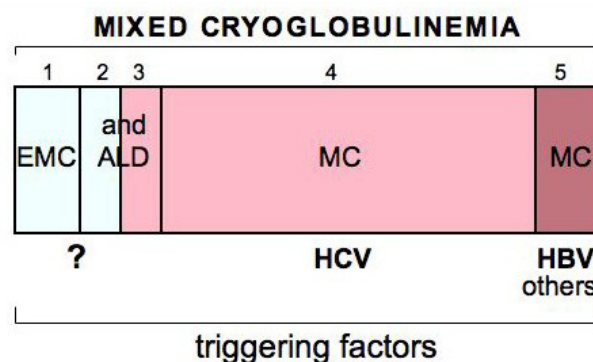 MIXED CRYOGLOBULINEMIA
1 2 3 4 5
and
EMC ALD MC MC
? HCV HBV
others
triggering factors